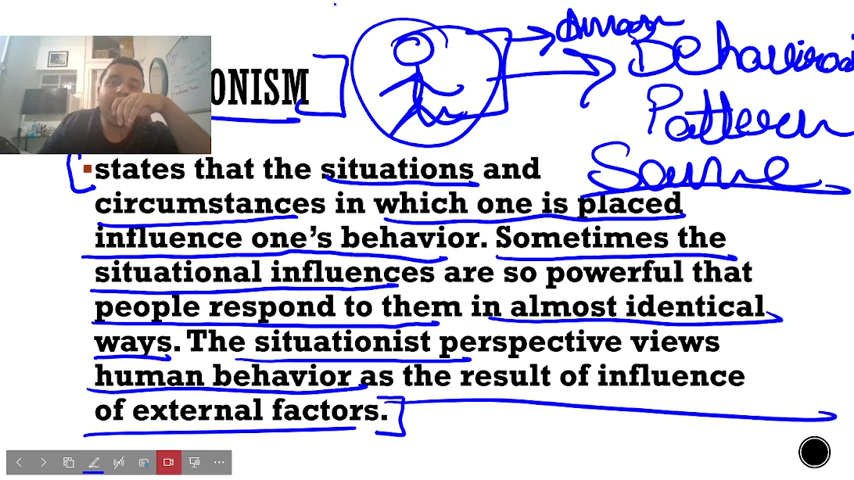 ONISM
Behavioral
Pattern
Same
states that the situations and
circumstances in which one is placed
influence one's behavior. Sometimes the
situational influences are so powerful that
people respond to them in almost identical
ways. The situationist perspective views
human behavior as the result of influence
of external factors.